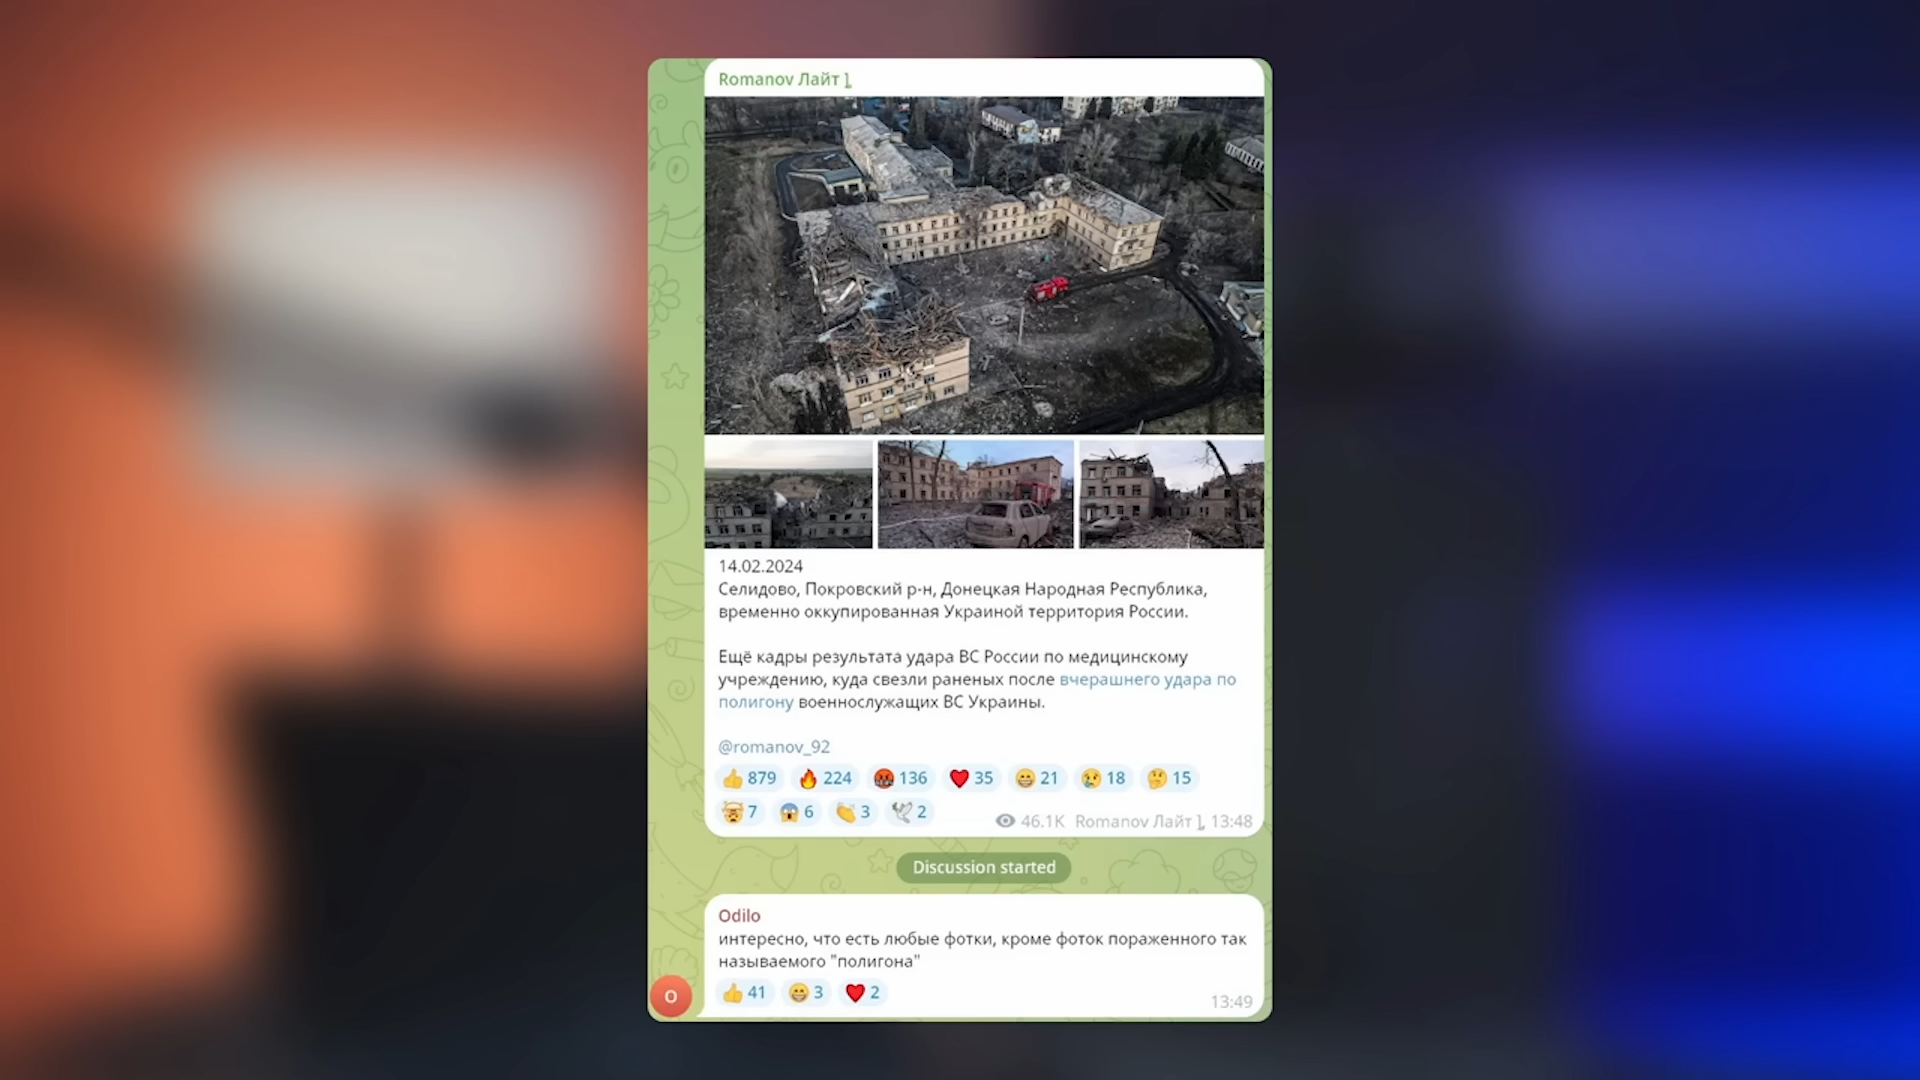 Romanov Лайт
14.02.2024
Селидово, Покровский р-н, Донецкая Народная Республика,
временно оккупированная Украиной территория России.
Ещё кадры результата удара ВС России по медицинскому
учреждению, куда свезли раненых после вчерашнего удара по
полигону военнослужащих ВС Украины.
@romanov_92
879 224 136 35 21 18 15
7 6 3 2
46.1K Romanov Лайт 13:48
Discussion started
Odilo
интересно, что есть любые фотки, кроме фоток пораженного так
называемого "полигона"
O
41 3 2
13:49